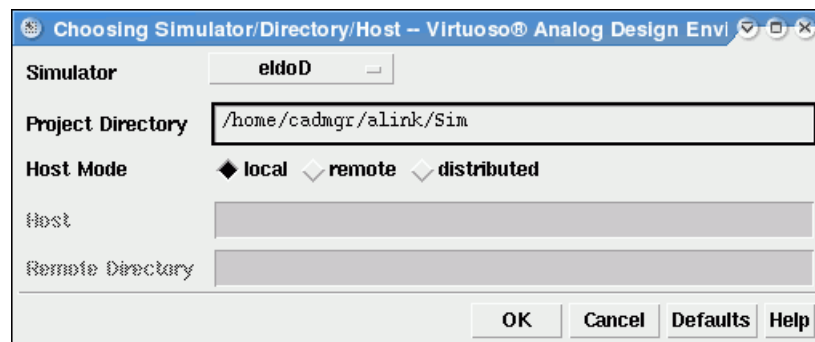 Choosing Simulator/Directory/Host -- Virtuoso® Analog Design Envi
Simulator eldoD
Project Directory /home/cadmgr/alink/Sim
Host Mode local remote distributed
Host
Remote Directory
OK Cancel Defaults Help